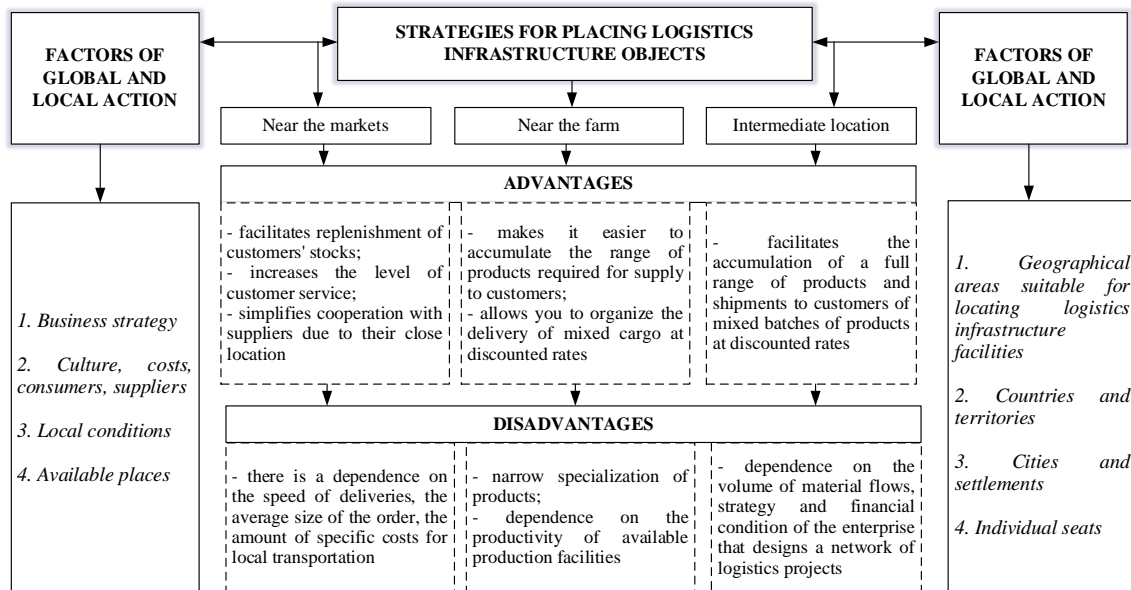 FACTORS OF
GLOBAL AND
LOCAL ACTION
STRATEGIES FOR PLACING LOGISTICS
INFRASTRUCTURE OBJECTS
FACTORS OF
GLOBAL AND
LOCAL ACTION
Near the markets
Near the farm
Intermediate location
ADVANTAGES
- facilitates replenishment of
customers' stocks;
- increases the level of
customer service;
- simplifies cooperation with
suppliers due to their close
location
- makes it easier to
accumulate the range of
products required for supply
to customers;
- allows you to organize the
delivery of mixed cargo at
discounted rates
- facilitates the
accumulation of a full
range of products and
shipments to customers of
mixed batches of products
at discounted rates
DISADVANTAGES
- there is a dependence on
the speed of deliveries, the
average size of the order, the
amount of specific costs for
local transportation
- narrow specialization of
products;
- dependence on the
productivity of available
production facilities
- dependence on the
volume of material flows,
strategy and financial
condition of the enterprise
that designs a network of
logistics projects
1. Business strategy
2. Culture, costs,
consumers, suppliers
3. Local conditions
4. Available places
1. Geographical
areas suitable for
locating logistics
infrastructure
facilities
2. Countries and
territories
3. Cities and
settlements
4. Individual seats